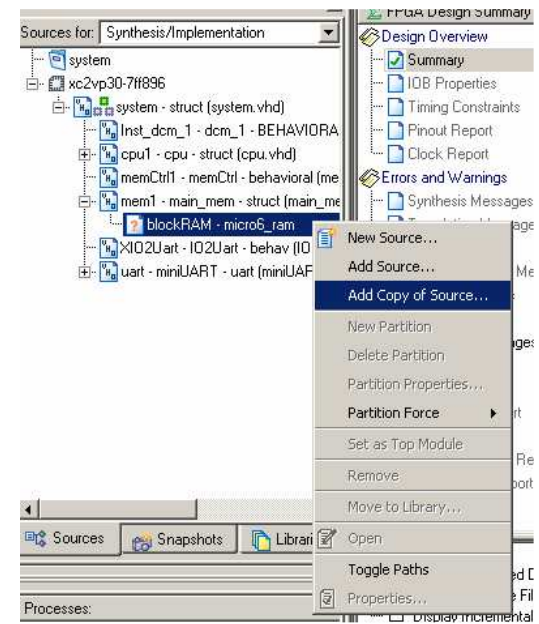 Sources for: Synthesis/Implementation
system
xc2vp30-7ff896
system - struct (system.vhd)
Inst_dcm_1 - dcm_1 - BEHAVIORA
cpu1 - cpu - struct (cpu.vhd)
memCtrl1 - memCtrl - behavioral (me
mem1 - main_mem - struct (main_me
blockRAM - micro6_ram
XIO2Uart - IO2Uart - behav (IO
uart - miniUART - uart (miniUAF
Sources
Snapshots
Librari
Processes:
FPGA Design Summary
Design Overview
Summary
IOB Properties
Timing Constraints
Pinout Report
Clock Report
Errors and Warnings
Synthesis Messages
New Source...
Add Source...
Add Copy of Source...
New Partition
Delete Partition
Partition Properties...
Partition Force
Set as Top Module
Remove
Move to Library...
Open
Toggle Paths
Properties...